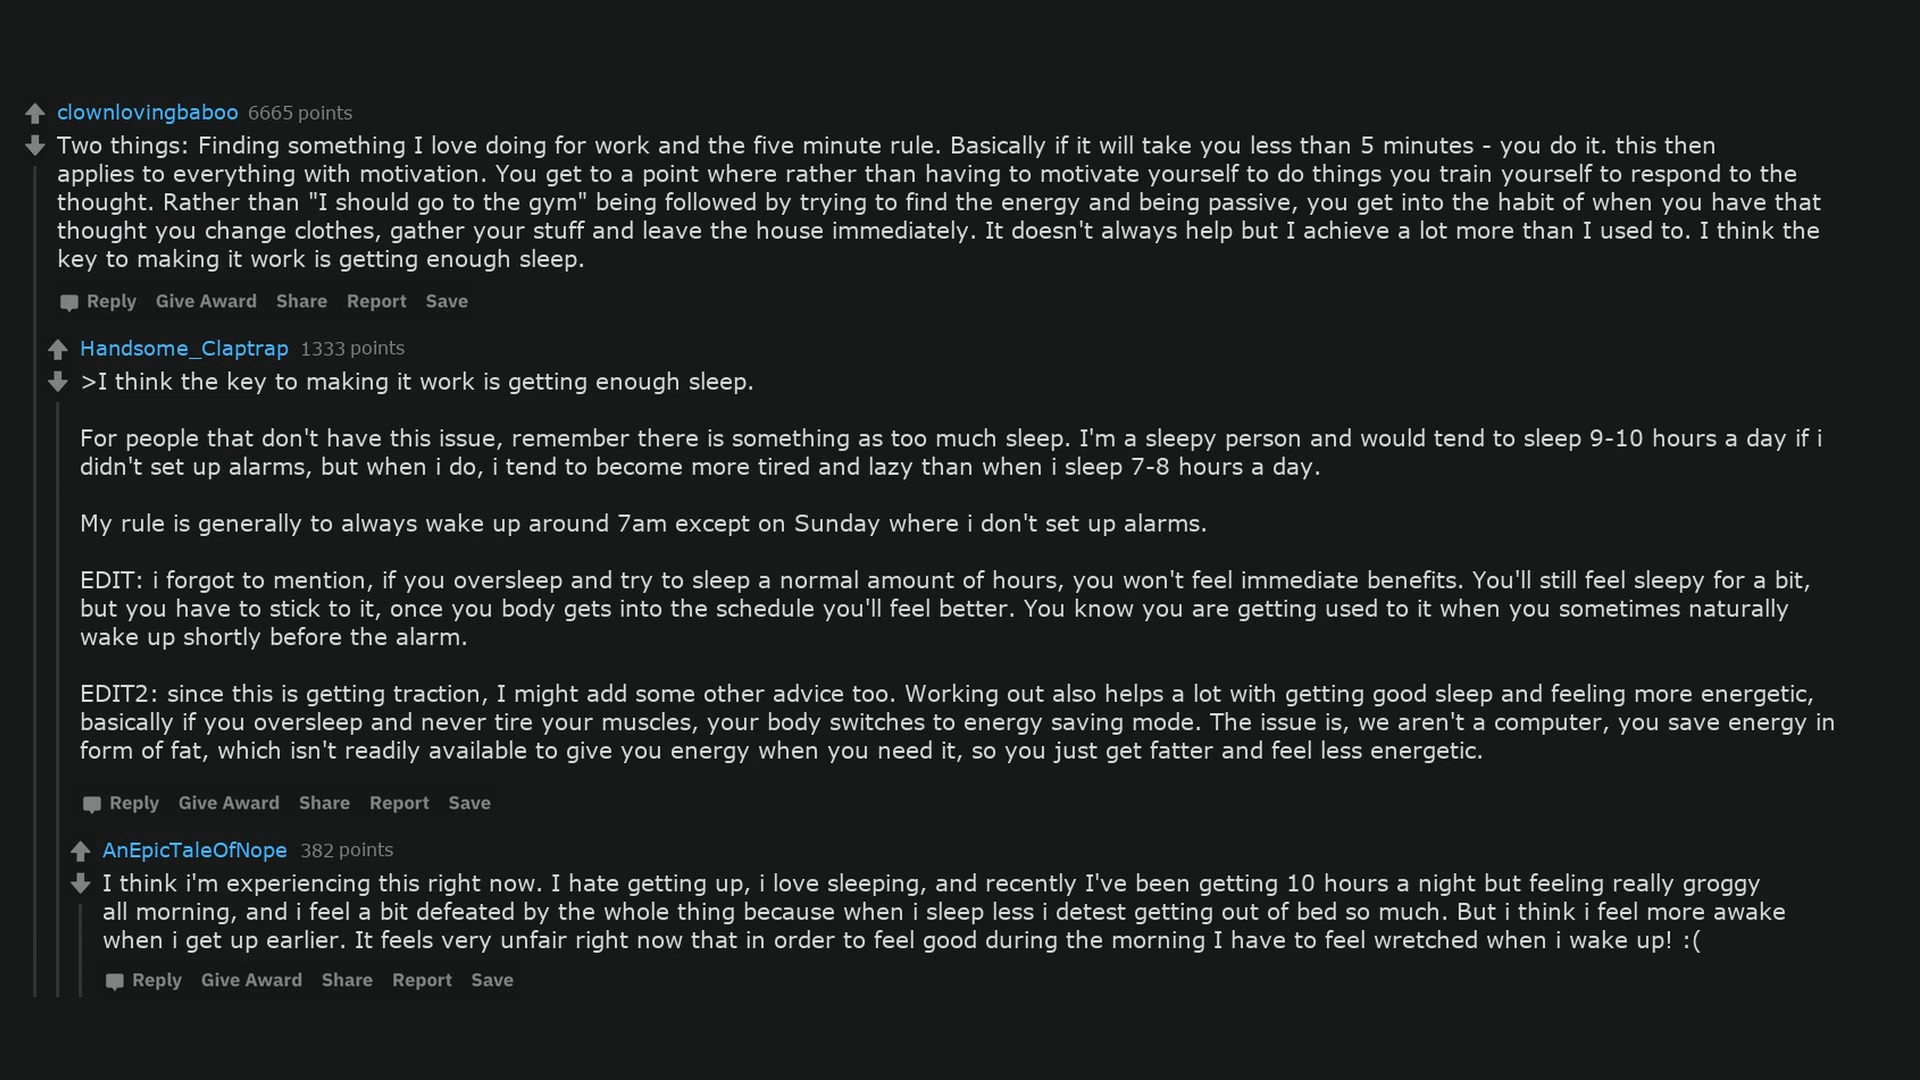 clownlovingbaboo 6665 points
Two things: Finding something I love doing for work and the five minute rule. Basically if it will take you less than 5 minutes - you do it. this then
applies to everything with motivation. You get to a point where rather than having to motivate yourself to do things you train yourself to respond to the
thought. Rather than "I should go to the gym" being followed by trying to find the energy and being passive, you get into the habit of when you have that
thought you change clothes, gather your stuff and leave the house immediately. It doesn't always help but I achieve a lot more than I used to. I think the
key to making it work is getting enough sleep.
Reply Give Award Share Report Save
Handsome_Claptrap 1333 points
>I think the key to making it work is getting enough sleep.
For people that don't have this issue, remember there is something as too much sleep. I'm a sleepy person and would tend to sleep 9-10 hours a day if i
didn't set up alarms, but when i do, i tend to become more tired and lazy than when i sleep 7-8 hours a day.
My rule is generally to always wake up around 7am except on Sunday where i don't set up alarms.
EDIT: i forgot to mention, if you oversleep and try to sleep a normal amount of hours, you won't feel immediate benefits. You'll still feel sleepy for a bit,
but you have to stick to it, once you body gets into the schedule you'll feel better. You know you are getting used to it when you sometimes naturally
wake up shortly before the alarm.
EDIT2: since this is getting traction, I might add some other advice too. Working out also helps a lot with getting good sleep and feeling more energetic,
basically if you oversleep and never tire your muscles, your body switches to energy saving mode. The issue is, we aren't a computer, you save energy in
form of fat, which isn't readily available to give you energy when you need it, so you just get fatter and feel less energetic.
Reply Give Award Share Report Save
AnEpicTaleOfNope 382 points
I think i'm experiencing this right now. I hate getting up, i love sleeping, and recently I've been getting 10 hours a night but feeling really groggy
all morning, and i feel a bit defeated by the whole thing because when i sleep less i detest getting out of bed so much. But i think i feel more awake
when i get up earlier. It feels very unfair right now that in order to feel good during the morning I have to feel wretched when i wake up! :(
Reply Give Award Share Report Save